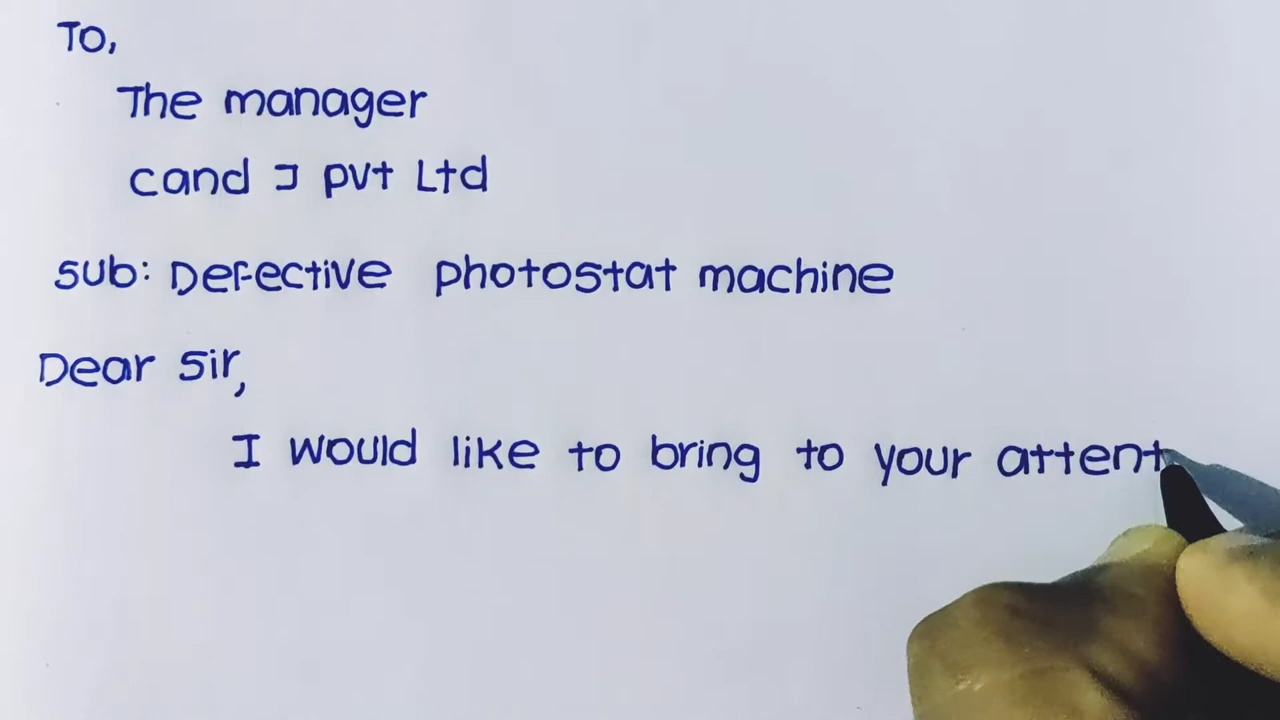 To,
The manager
cand J pvt Ltd
Sub: Defective photostat machine
Dear Sir,
I would like to bring to your attent